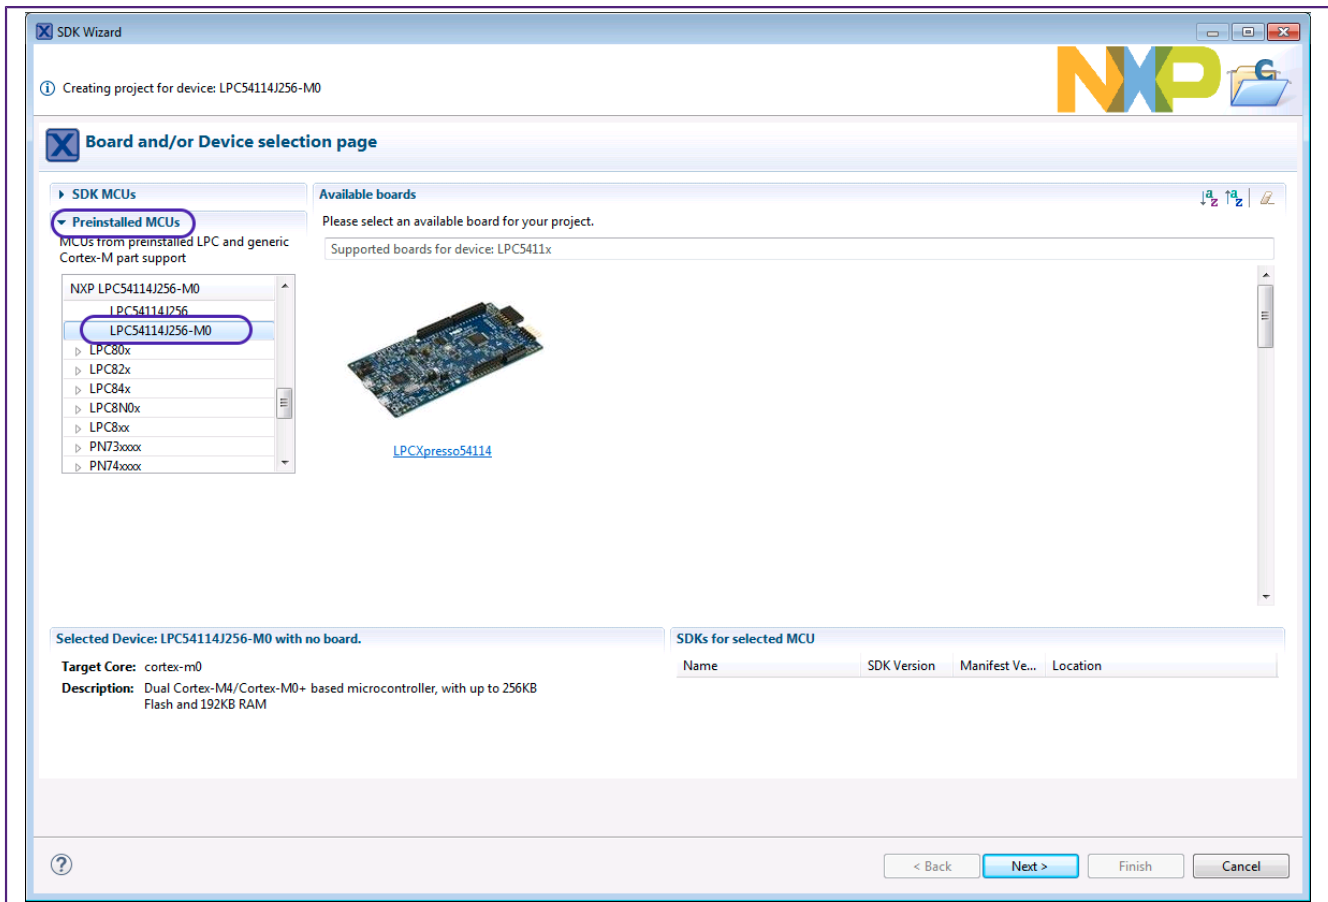 SDK Wizard
Creating project for device: LPC54114J256-M0
NXP
Board and/or Device selection page
SDK MCUs
Preinstalled MCUs
MCUs from preinstalled LPC and generic
Cortex-M part support
NXP LPC54114J256-M0
LPC54114J256
LPC54114J256-M0
LPC80x
LPC82x
LPC84x
LPC8N0x
LPC8xx
PN73xxxx
PN74xxxx
Available boards
Please select an available board for your project.
Supported boards for device: LPC5411x
LPCXpresso54114
Selected Device: LPC54114J256-M0 with no board.
Target Core: cortex-m0
Description: Dual Cortex-M4/Cortex-M0+ based microcontroller, with up to 256KB
Flash and 192KB RAM
SDKs for selected MCU
Name SDK Version Manifest Ve... Location
< Back Next > Finish Cancel